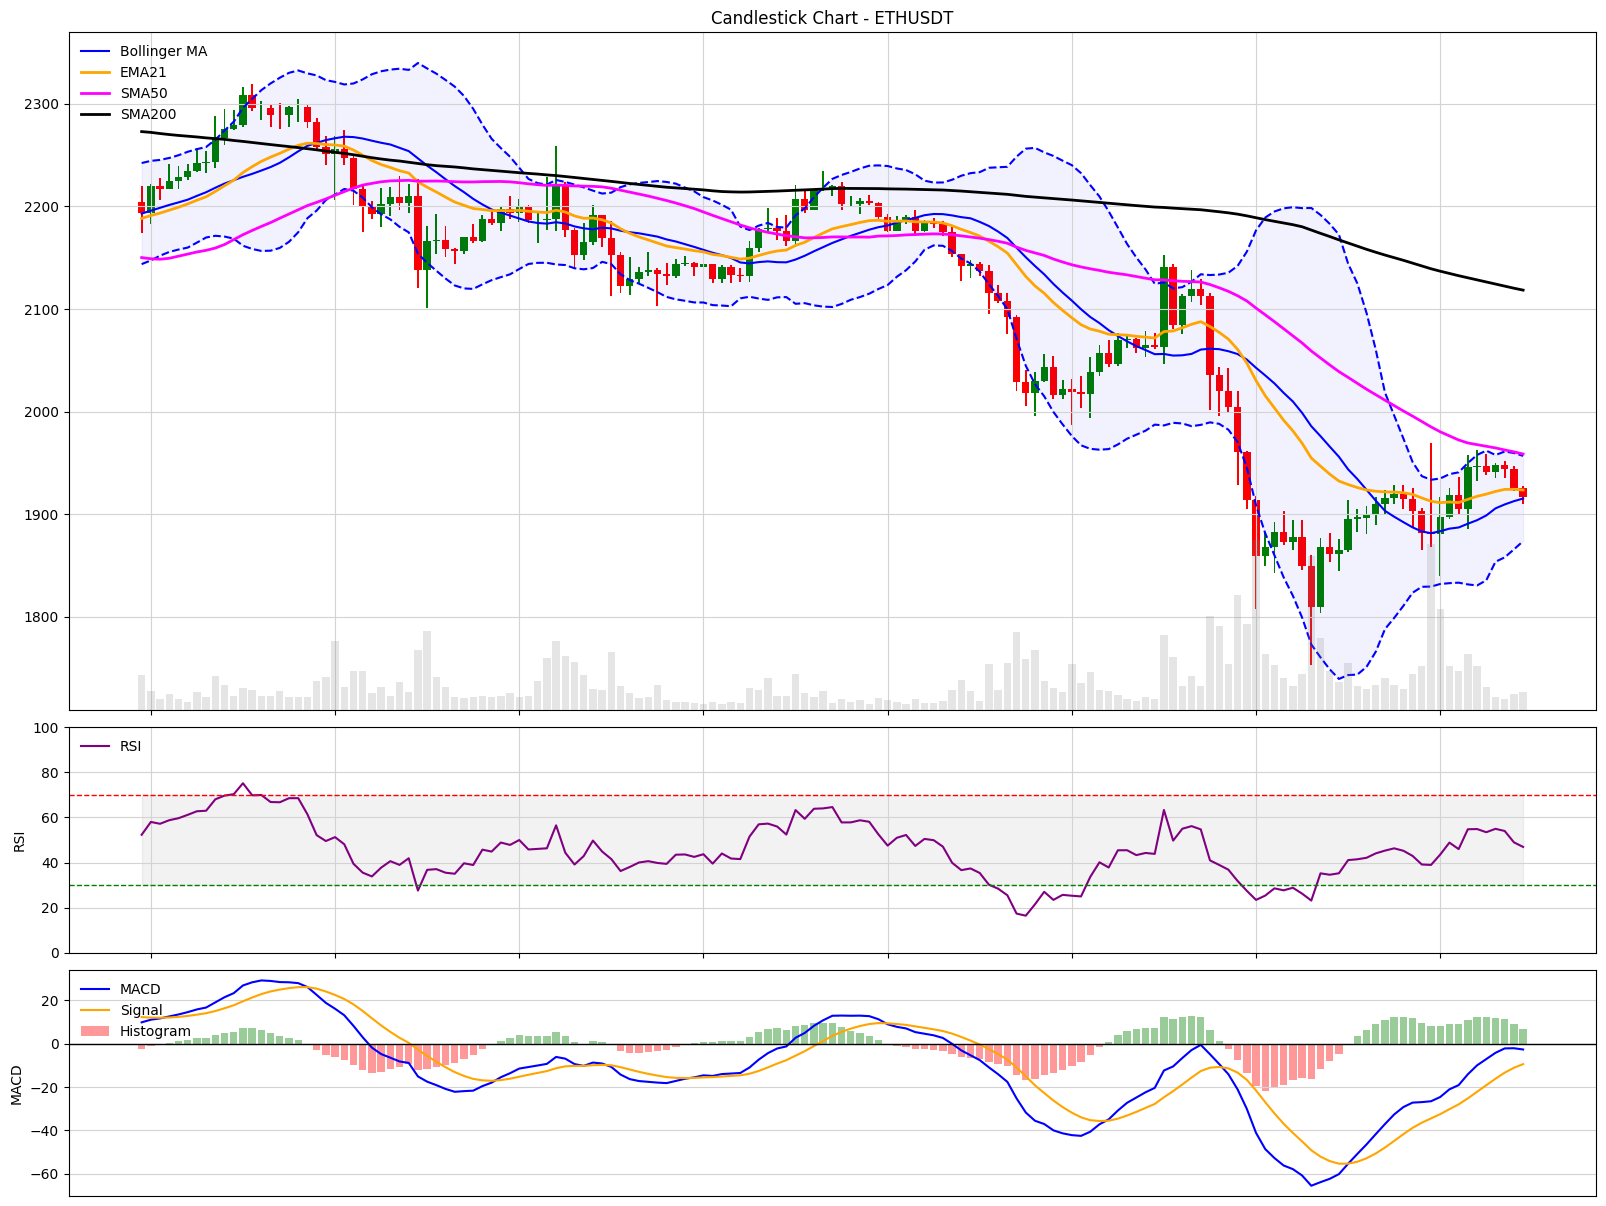 Candlestick Chart - ETHUSDT
Bollinger MA
EMA21
SMA50
SMA200
2300
2200
2100
2000
1900
1800
RSI
100
80
60
40
20
0
RSI
MACD
Signal
Histogram
20
0
−20
−40
−60
MACD